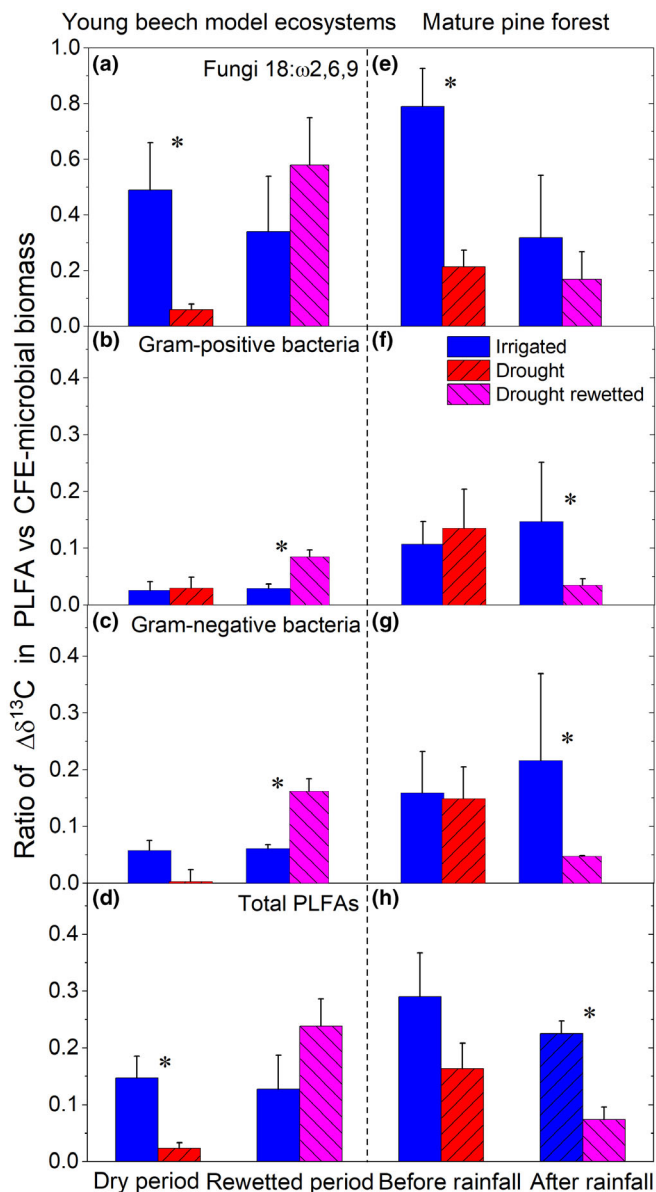 Young beech model ecosystems
Mature pine forest
Ratio of Δδ¹³C in PLFA vs CFE-microbial biomass
(a)
Fungi 18:ω2,6,9
1.0
0.8
0.6
0.4
0.2
0.0
*
(e)
*
(b)
Gram-positive bacteria
0.4
0.3
0.2
0.1
0.0
*
(f)
Irrigated
Drought
Drought rewetted
*
(c)
Gram-negative bacteria
0.4
0.3
0.2
0.1
0.0
*
(g)
*
(d)
Total PLFAs
0.4
0.3
0.2
0.1
0.0
*
(h)
*
Dry period
Rewetted period
Before rainfall
After rainfall